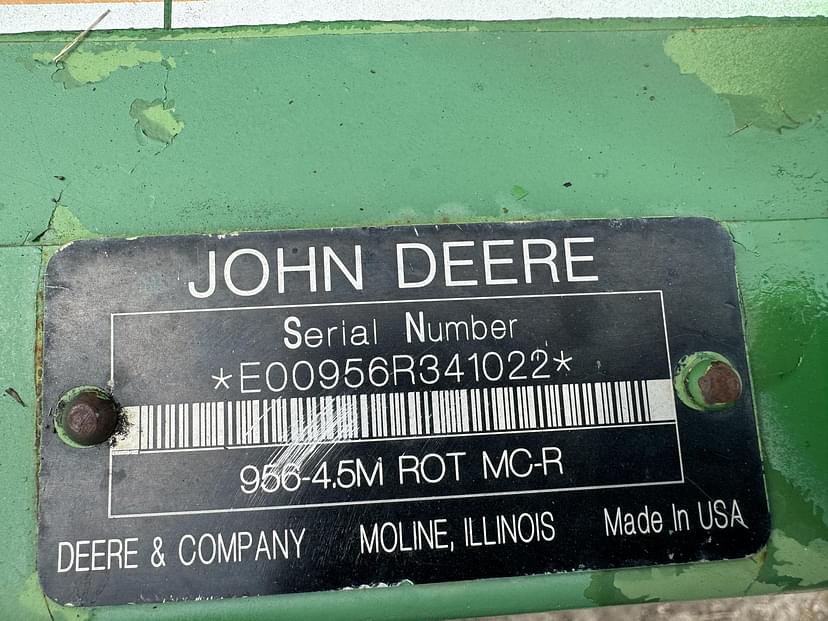 JOHN DEERE
Serial Number
*E00956R341022*
956-4.5M ROT MC-R
DEERE & COMPANY MOLINE, ILLINOIS Made In USA